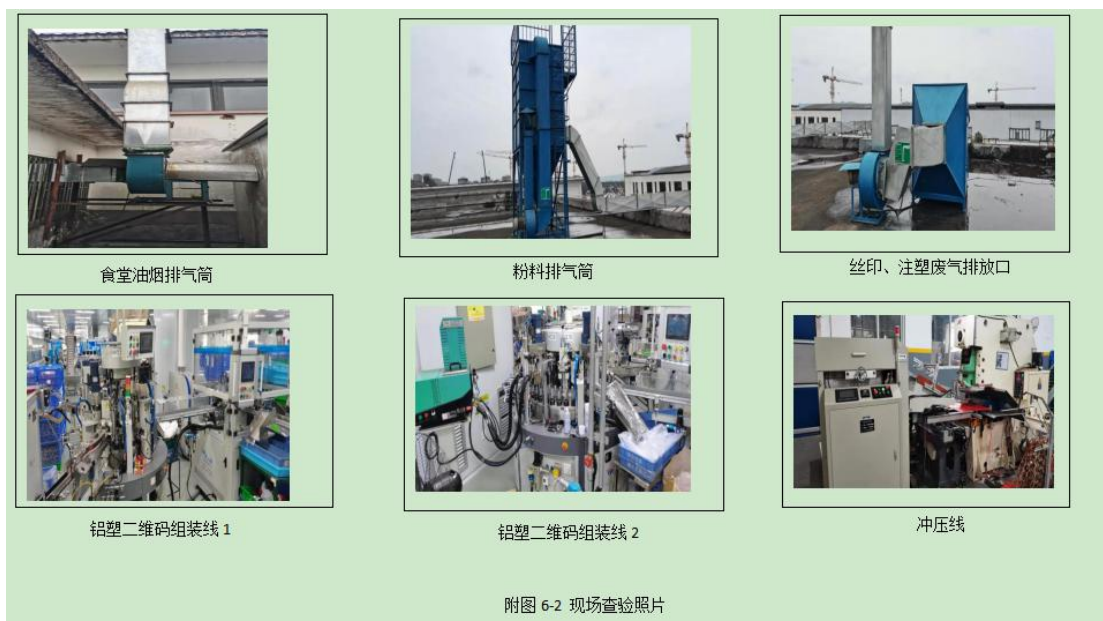 食堂油烟排气筒
粉料排气筒
丝印、注塑废气排放口
铝塑二维码组装线 1
铝塑二维码组装线 2
冲压线
附图 6-2 现场查验照片